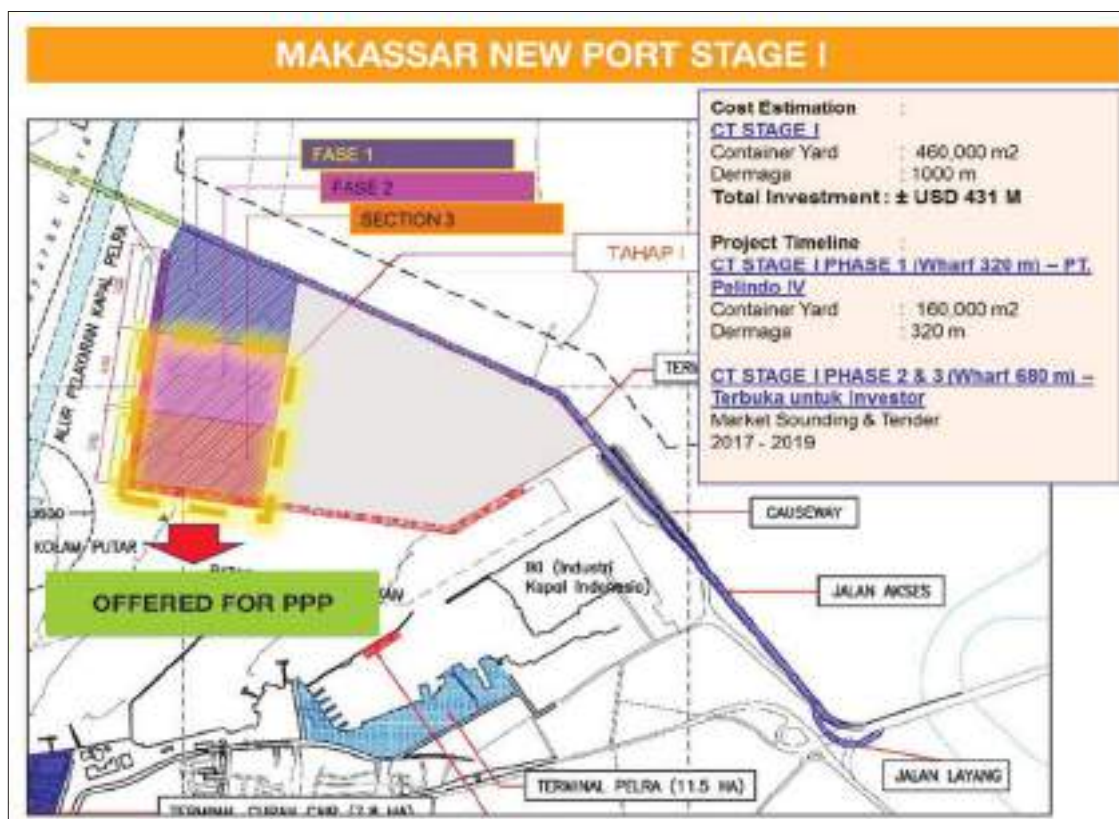 MAKASSAR NEW PORT STAGE I
Cost Estimation :
CT STAGE I
Container Yard : 460,000 m2
Dermaga : 1000 m
Total Investment : ± USD 431 M
Project Timeline :
CT STAGE I PHASE 1 (Wharf 320 m) – PT.
Pelindo IV
Container Yard : 160,000 m2
Dermaga : 320 m
CT STAGE I PHASE 2 & 3 (Wharf 680 m) –
Terbuka untuk Investor
Market Sounding & Tender
2017 - 2019
FASE 1
FASE 2
SECTION 3
TAHAP I
ALUR PELAYARAN KAPAL PELRA
KOLAM PUTAR
OFFERED FOR PPP
IKI (Industri
Kapal Indonesia)
CAUSEWAY
JALAN AKSES
JALAN LAYANG
TERMINAL PELRA (11.5 HA)